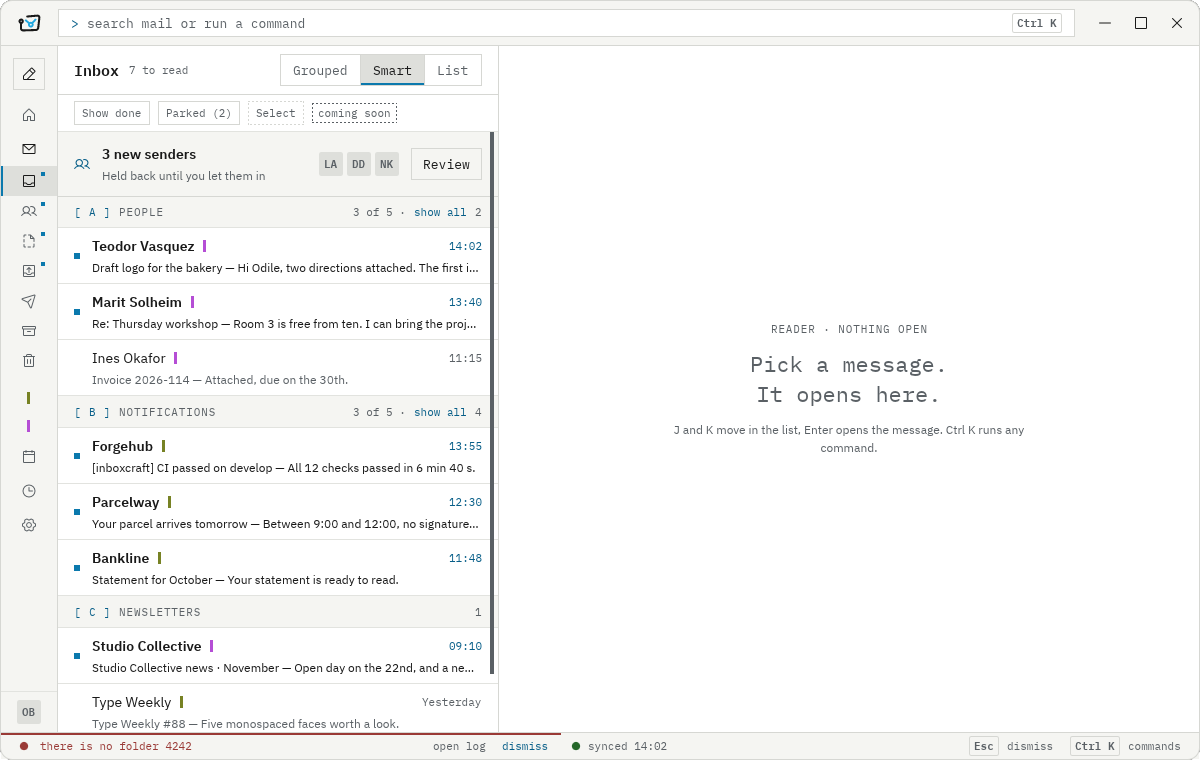 > search mail or run a command Ctrl K
Inbox 7 to read Grouped Smart List
Show done Parked (2) Select coming soon
3 new senders
Held back until you let them in
LA DD NK Review
[ A ] PEOPLE 3 of 5 · show all 2
Teodor Vasquez 14:02
Draft logo for the bakery — Hi Odile, two directions attached. The first i…
Marit Solheim 13:40
Re: Thursday workshop — Room 3 is free from ten. I can bring the proj…
Ines Okafor 11:15
Invoice 2026-114 — Attached, due on the 30th.
[ B ] NOTIFICATIONS 3 of 5 · show all 4
Forgehub 13:55
[inboxcraft] CI passed on develop — All 12 checks passed in 6 min 40 s.
Parcelway 12:30
Your parcel arrives tomorrow — Between 9:00 and 12:00, no signature…
Bankline 11:48
Statement for October — Your statement is ready to read.
[ C ] NEWSLETTERS 1
Studio Collective 09:10
Studio Collective news · November — Open day on the 22nd, and a ne…
Type Weekly Yesterday
Type Weekly #88 — Five monospaced faces worth a look.
READER · NOTHING OPEN
Pick a message.
It opens here.
J and K move in the list, Enter opens the message. Ctrl K runs any
command.
OB
there is no folder 4242 open log dismiss synced 14:02 Esc dismiss Ctrl K commands